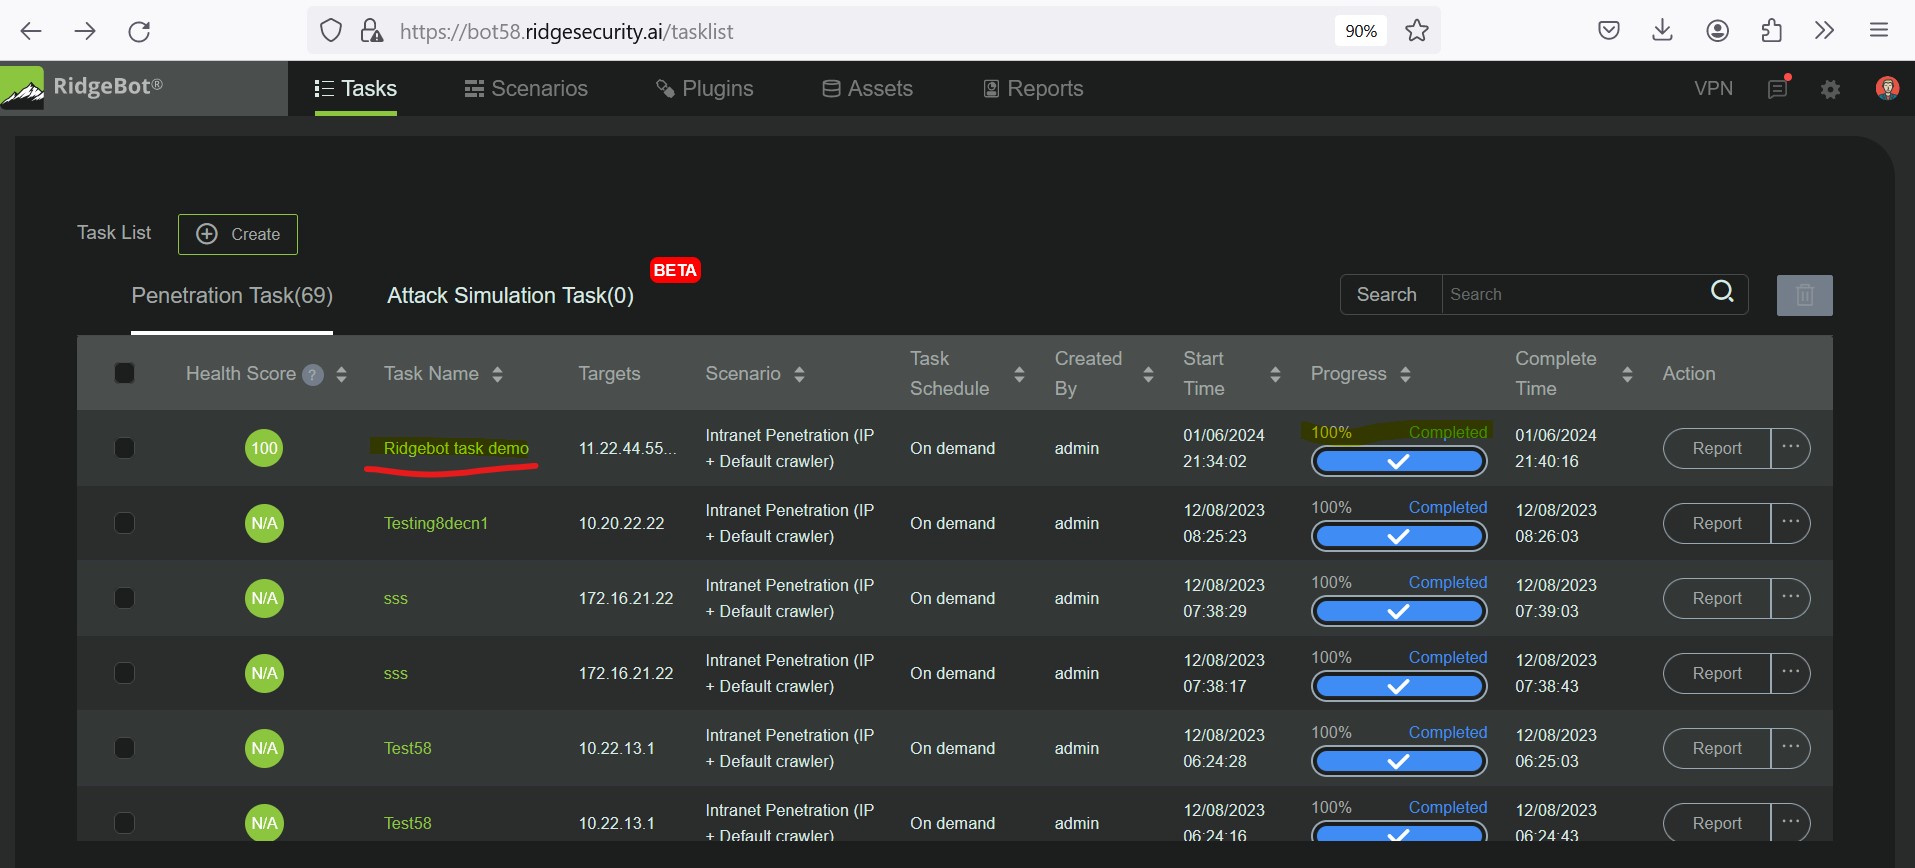 https://bot58.ridgesecurity.ai/tasklist
90%
RidgeBot®
Tasks
Scenarios
Plugins
Assets
Reports
VPN
Task List
Create
BETA
Penetration Task(69)
Attack Simulation Task(0)
Search
Search
Health Score ?
Task Name
Targets
Scenario
Task
Schedule
Created
By
Start
Time
Progress
Complete
Time
Action
100
Ridgebot task demo
11.22.44.55...
Intranet Penetration (IP
+ Default crawler)
On demand
admin
01/06/2024
21:34:02
100% Completed
01/06/2024
21:40:16
Report
...
N/A
Testing8decn1
10.20.22.22
Intranet Penetration (IP
+ Default crawler)
On demand
admin
12/08/2023
08:25:23
100% Completed
12/08/2023
08:26:03
Report
...
N/A
sss
172.16.21.22
Intranet Penetration (IP
+ Default crawler)
On demand
admin
12/08/2023
07:38:29
100% Completed
12/08/2023
07:39:03
Report
...
N/A
sss
172.16.21.22
Intranet Penetration (IP
+ Default crawler)
On demand
admin
12/08/2023
07:38:17
100% Completed
12/08/2023
07:38:43
Report
...
N/A
Test58
10.22.13.1
Intranet Penetration (IP
+ Default crawler)
On demand
admin
12/08/2023
06:24:28
100% Completed
12/08/2023
06:25:03
Report
...
N/A
Test58
10.22.13.1
Intranet Penetration (IP
+ Default crawler)
On demand
admin
12/08/2023
06:24:16
100% Completed
12/08/2023
06:24:43
Report
...